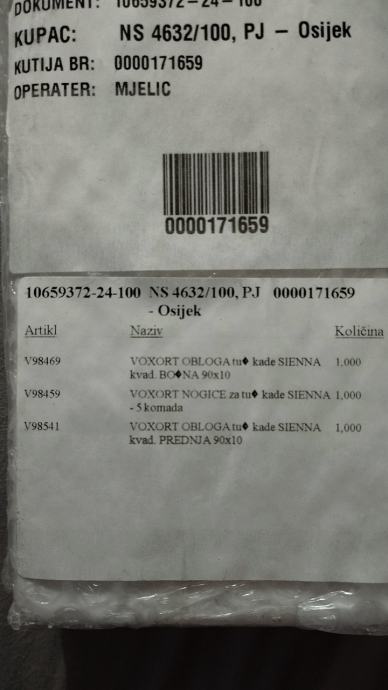 DOKUMENT: 10659372-24-100
KUPAC: NS 4632/100, PJ - Osijek
KUTIJA BR: 0000171659
OPERATER: MJELIC
0000171659
10659372-24-100 NS 4632/100, PJ 0000171659
- Osijek
Artikl Naziv Količina
V98469 VOXORT OBLOGA tu� kade SIENNA 1,000
kvad. BO�NA 90x10
V98459 VOXORT NOGICE za tu� kade SIENNA 1,000
- 5 komada
V98541 VOXORT OBLOGA tu� kade SIENNA 1,000
kvad. PREDNJA 90x10